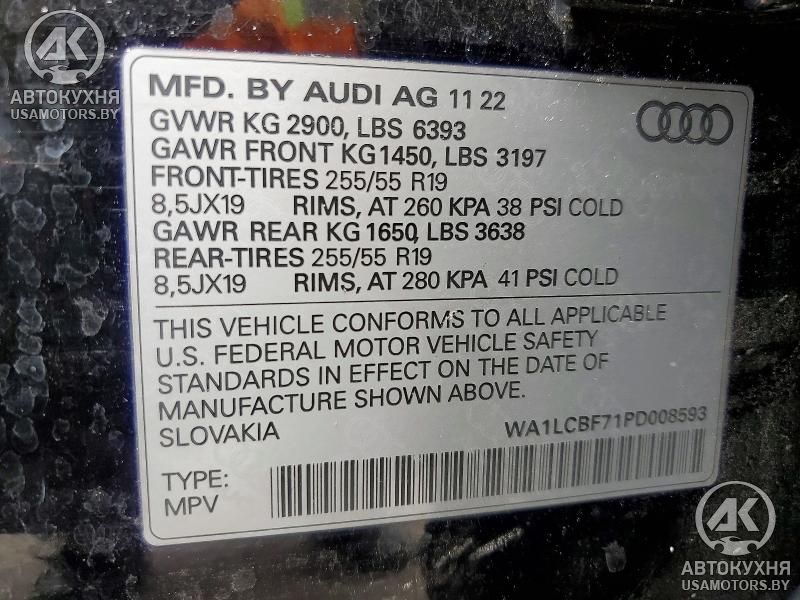 AK
АВТОКУХНЯ
USAMOTORS.BY
MFD. BY AUDI AG 11 22
GVWR KG 2900, LBS 6393
GAWR FRONT KG1450, LBS 3197
FRONT-TIRES 255/55 R19
8,5JX19 RIMS, AT 260 KPA 38 PSI COLD
GAWR REAR KG 1650, LBS 3638
REAR-TIRES 255/55 R19
8,5JX19 RIMS, AT 280 KPA 41 PSI COLD
THIS VEHICLE CONFORMS TO ALL APPLICABLE
U.S. FEDERAL MOTOR VEHICLE SAFETY
STANDARDS IN EFFECT ON THE DATE OF
MANUFACTURE SHOWN ABOVE.
SLOVAKIA WA1LCBF71PD008593
TYPE:
MPV
AK
АВТОКУХНЯ
USAMOTORS.BY